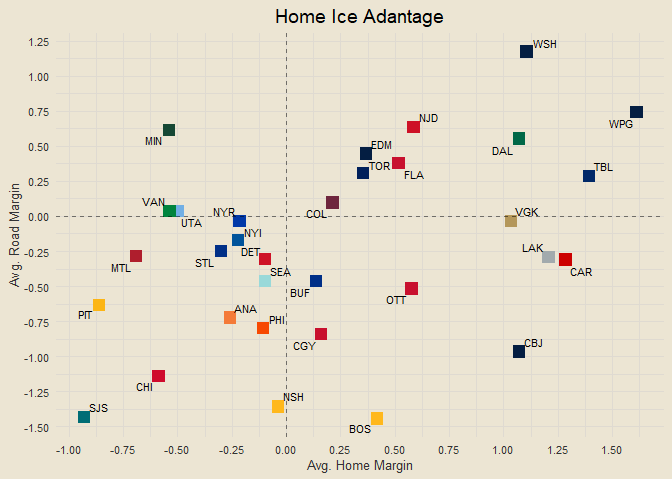 Home Ice Adantage
1.25
1.00
0.75
0.50
0.25
0.00
-0.25
-0.50
-0.75
-1.00
-1.25
-1.50
Avg. Road Margin
WSH
WPG
NJD
MIN
DAL
EDM
TOR
FLA
TBL
VAN
UTA
NYR
COL
VGK
NYI
STL
DET
MTL
LAK
CAR
SEA
BUF
OTT
PIT
ANA
PHI
CGY
CBJ
CHI
SJS
NSH
BOS
-1.00
-0.75
-0.50
-0.25
0.00
0.25
0.50
0.75
1.00
1.25
1.50
Avg. Home Margin